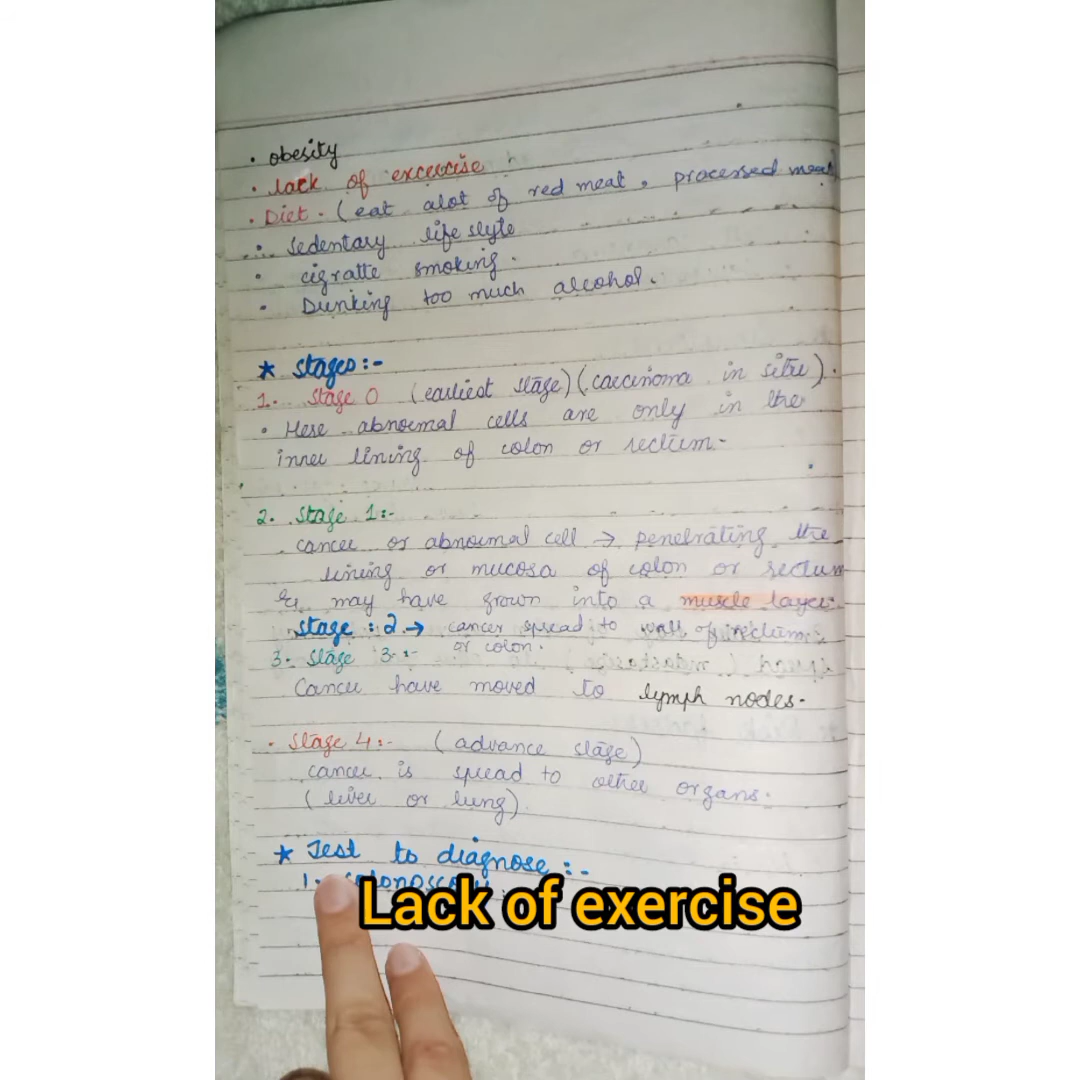 · obesity
· lack of excercise
· Diet - (eat alot of red meat, processed meat
∴ Sedentary life slyte
· cigratte smoking.
· Drinking too much alcohol.
* Stages:-
1. Stage 0 (earliest stage) (carcinoma in sitru).
· Here abnormal cells are only in the
inner lining of colon or rectum.
2. Stage 1:-
cancer or abnormal cell → penetrating the
lining or mucosa of colon or rectum
& may have grown into a muscle layer.
Stage : 2 → cancer spread to wall of rectum
or colon.
3. Stage 3:-
Cancer have moved to lymph nodes.
· Stage 4:- (advance stage)
cancer is spread to other organs.
(liver or lung).
* Test to diagnose:-
1. colonoscopy
Lack of exercise